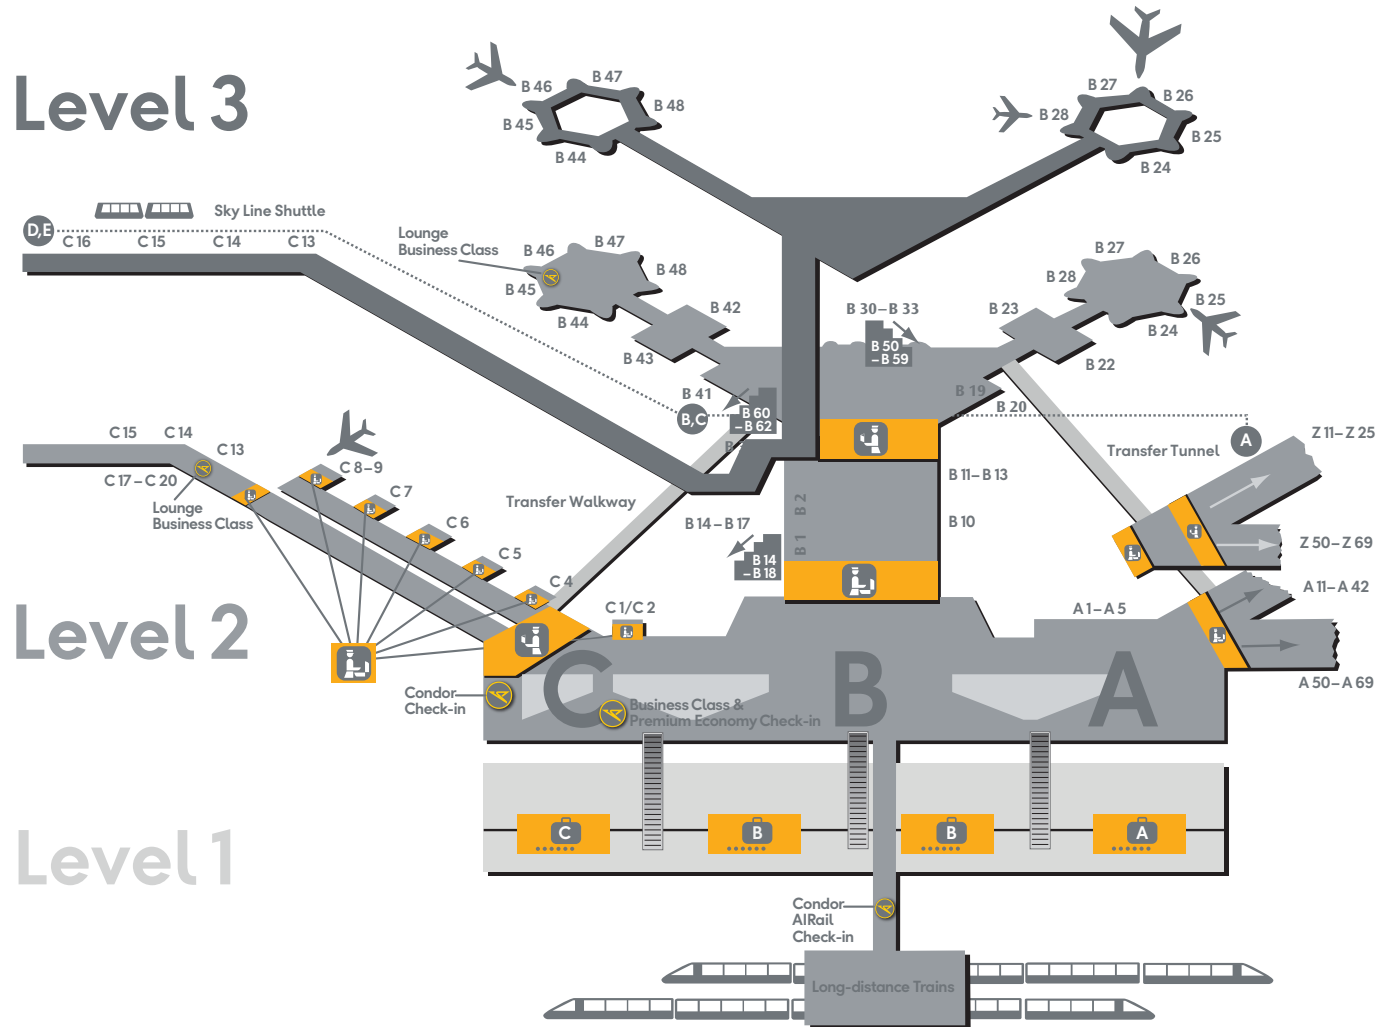 Level 3
B 46
B 47
B 48
B 45
B 44
B 27
B 26
B 28
B 25
B 24
Sky Line Shuttle
D,E
C 16
C 15
C 14
C 13
Lounge
Business Class
B 46
B 47
B 48
B 45
B 44
B 42
B 43
B 41
B 30–B 33
B 50
–B 59
B 27
B 26
B 28
B 25
B 24
B 23
B 22
B 19
B 20
B,C
B 60
–B 62
B
A
Transfer Tunnel
Z 11–Z 25
Z 50–Z 69
C 15
C 14
C 13
C 17–C 20
Lounge
Business Class
C 8–9
C 7
C 6
C 5
C 4
Transfer Walkway
B 14–B 17
B 14
–B 18
B 2
B 1
B 11–B 13
B 10
Level 2
C 1/C 2
A 1–A 5
A 11–A 42
A 50–A 69
C
B
A
Condor
Check-in
Business Class &
Premium Economy Check-in
Level 1
C
B
B
A
Condor
AIRail
Check-in
Long-distance Trains